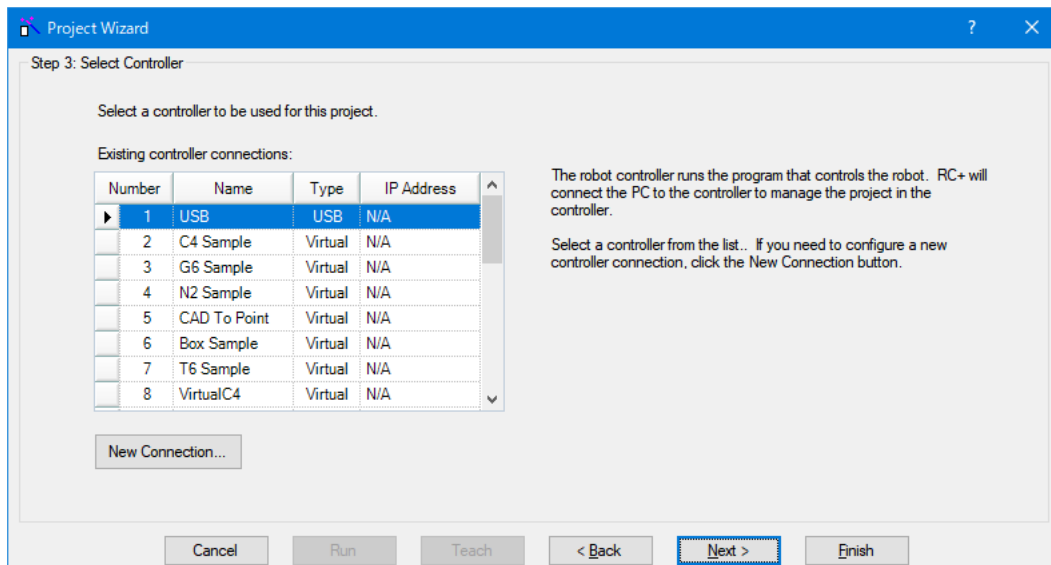 Project Wizard
?
Step 3: Select Controller
Select a controller to be used for this project.
Existing controller connections:
Number Name Type IP Address
1 USB USB N/A
2 C4 Sample Virtual N/A
3 G6 Sample Virtual N/A
4 N2 Sample Virtual N/A
5 CAD To Point Virtual N/A
6 Box Sample Virtual N/A
7 T6 Sample Virtual N/A
8 VirtualC4 Virtual N/A
The robot controller runs the program that controls the robot. RC+ will
connect the PC to the controller to manage the project in the
controller.
Select a controller from the list.. If you need to configure a new
controller connection, click the New Connection button.
New Connection...
Cancel Run Teach < Back Next > Finish